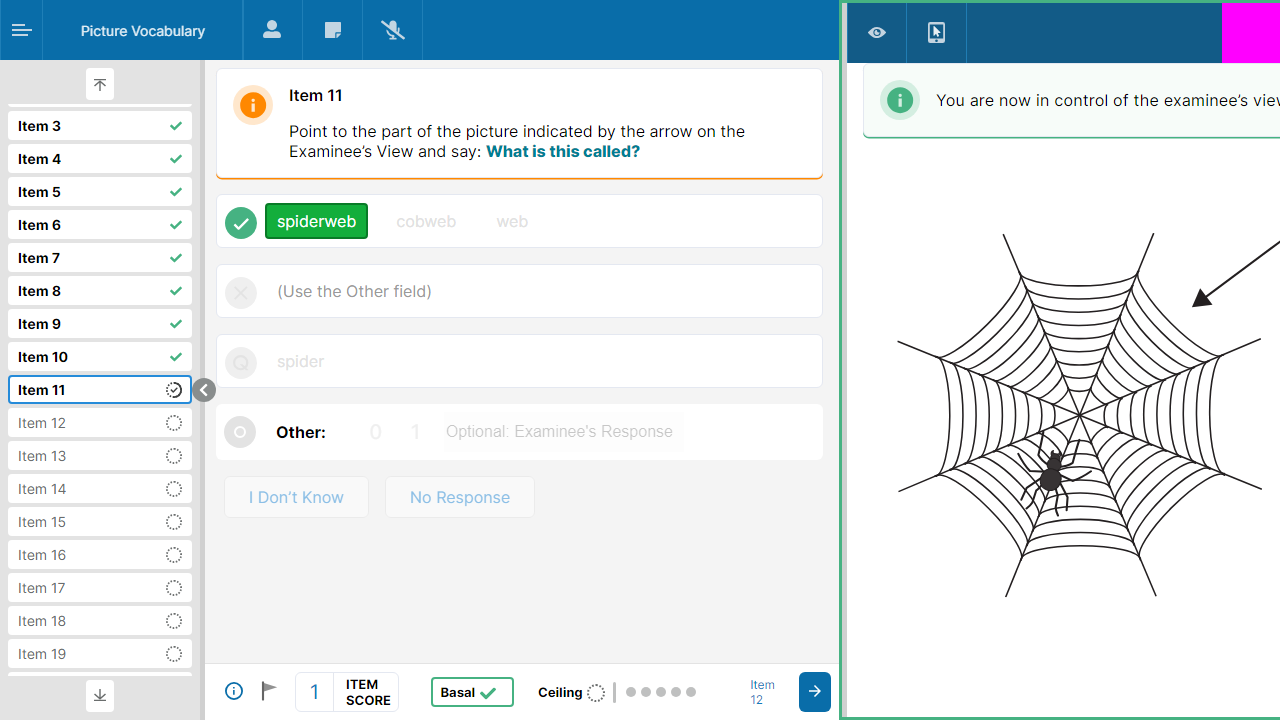 Picture Vocabulary
Item 3
Item 4
Item 5
Item 6
Item 7
Item 8
Item 9
Item 10
Item 11
Item 12
Item 13
Item 14
Item 15
Item 16
Item 17
Item 18
Item 19
Item 11
Point to the part of the picture indicated by the arrow on the
Examinee's View and say: What is this called?
spiderweb cobweb web
(Use the Other field)
Q spider
O Other: 0 1 Optional: Examinee's Response
I Don't Know No Response
1 ITEM
SCORE
Basal
Ceiling
Item
12
You are now in control of the examinee's view